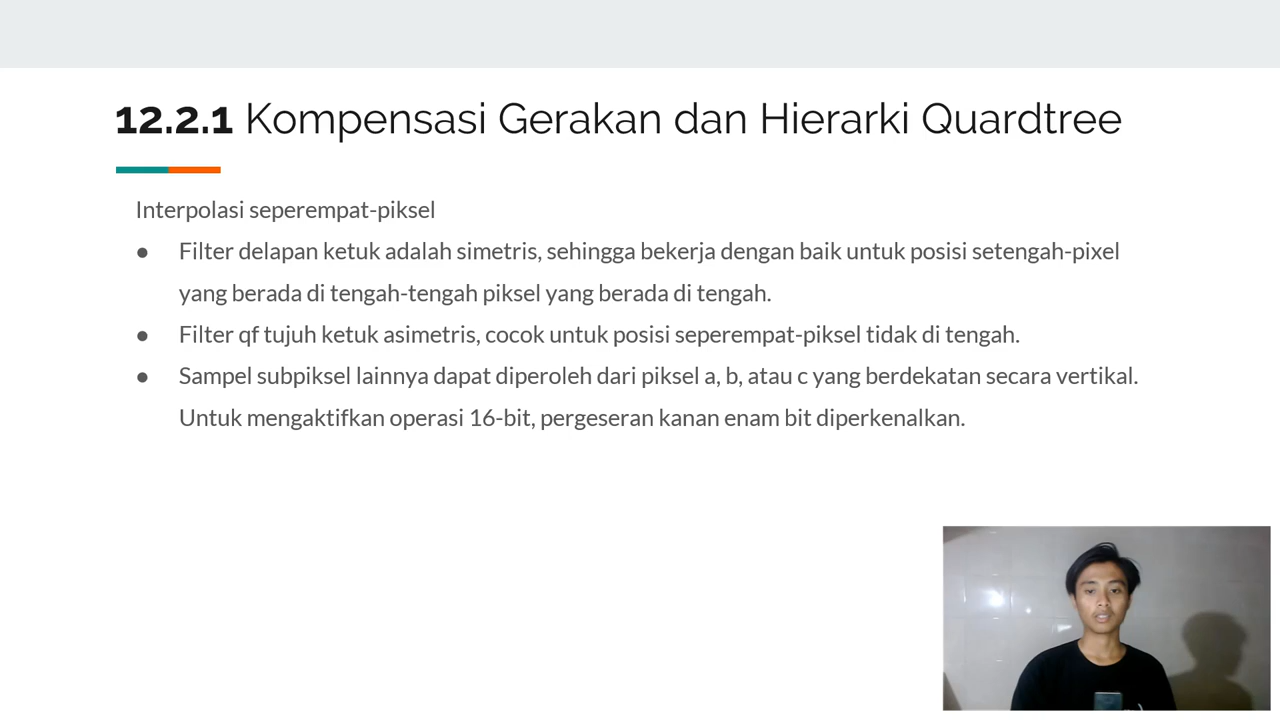 12.2.1 Kompensasi Gerakan dan Hierarki Quardtree
Interpolasi seperempat-piksel
● Filter delapan ketuk adalah simetris, sehingga bekerja dengan baik untuk posisi setengah-pixel
yang berada di tengah-tengah piksel yang berada di tengah.
● Filter qf tujuh ketuk asimetris, cocok untuk posisi seperempat-piksel tidak di tengah.
● Sampel subpiksel lainnya dapat diperoleh dari piksel a, b, atau c yang berdekatan secara vertikal.
Untuk mengaktifkan operasi 16-bit, pergeseran kanan enam bit diperkenalkan.